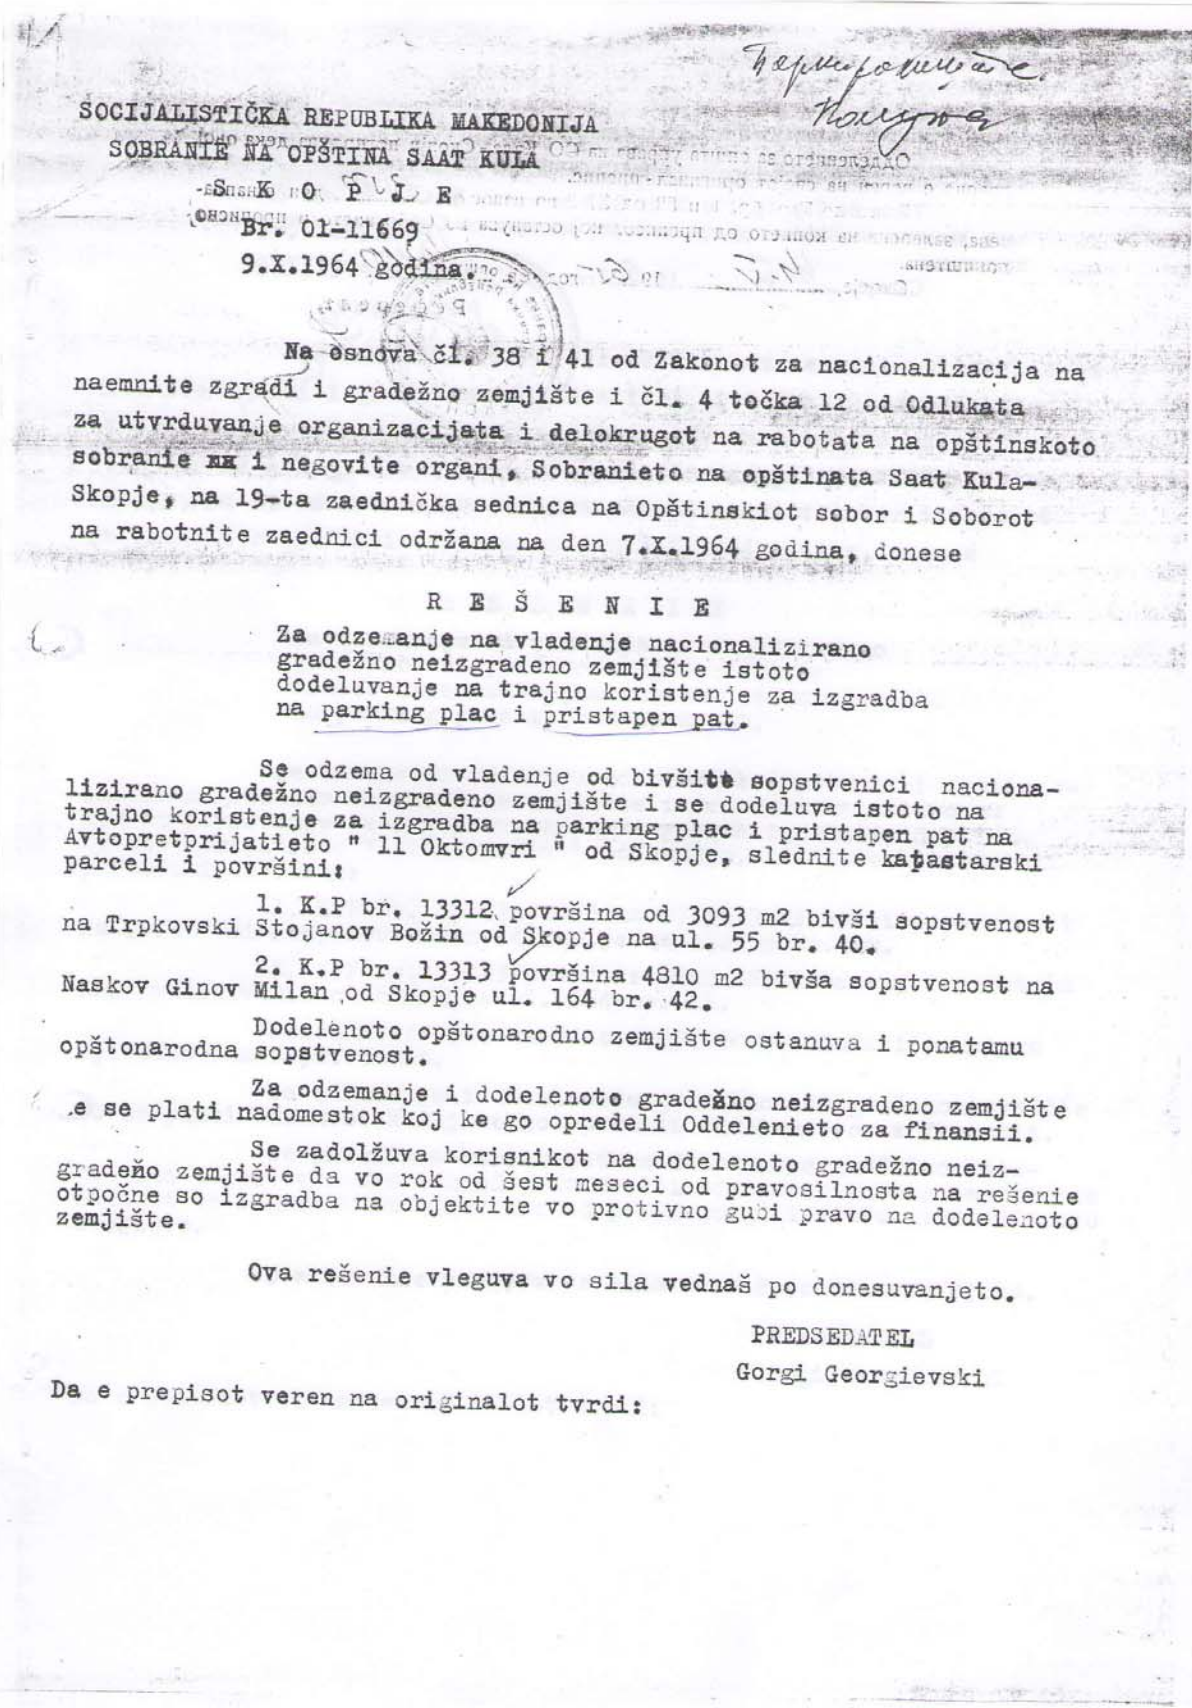 SOCIJALISTIČKA REPUBLIKA MAKEDONIJA
SOBRANIE NA OPŠTINA SAAT KULA
S K O P J E
Br. 01-11669
9.X.1964 godina.
Na osnova čl. 38 i 41 od Zakonot za nacionalizacija na
naemnite zgradi i gradežno zemjište i čl. 4 točka 12 od Odlukata
za utvrduvanje organizacijata i delokrugot na rabotata na opštinskoto
sobranie xx i negovite organi, Sobranieto na opštinata Saat Kula-
Skopje, na 19-ta zaednička sednica na Opštinskiot sobor i Soborot
na rabotnite zaednici održana na den 7.X.1964 godina, donese
R E Š E N I E
Za odzemanje na vladenje nacionalizirano
gradežno neizgradeno zemjište istoto
dodeluvanje na trajno koristenje za izgradba
na parking plac i pristapen pat.
Se odzema od vladenje od bivšite sopstvenici naciona-
lizirano gradežno neizgradeno zemjište i se dodeluva istoto na
trajno koristenje za izgradba na parking plac i pristapen pat na
Avtopretprijatieto " 11 Oktomvri " od Skopje, slednite katastarski
parceli i površini:
1. K.P br. 13312 površina od 3093 m2 bivši sopstvenost
na Trpkovski Stojanov Božin od Skopje na ul. 55 br. 40.
2. K.P br. 13313 površina 4810 m2 bivša sopstvenost na
Naskov Ginov Milan od Skopje ul. 164 br. 42.
Dodelenoto opštonarodno zemjište ostanuva i ponatamu
opštonarodna sopstvenost.
Za odzemanje i dodelenoto gradežno neizgradeno zemjište
e se plati nadomestok koj ke go opredeli Oddelenieto za finansii.
Se zadolžuva korisnikot na dodelenoto gradežno neiz-
gradeno zemjište da vo rok od šest meseci od pravosilnosta na rešenie
otpočne so izgradba na objektite vo protivno gubi pravo na dodelenoto
zemjište.
Ova rešenie vleguva vo sila vednaš po donesuvanjeto.
PREDSEDATEL
Gorgi Georgievski
Da e prepisot veren na originalot tvrdi: